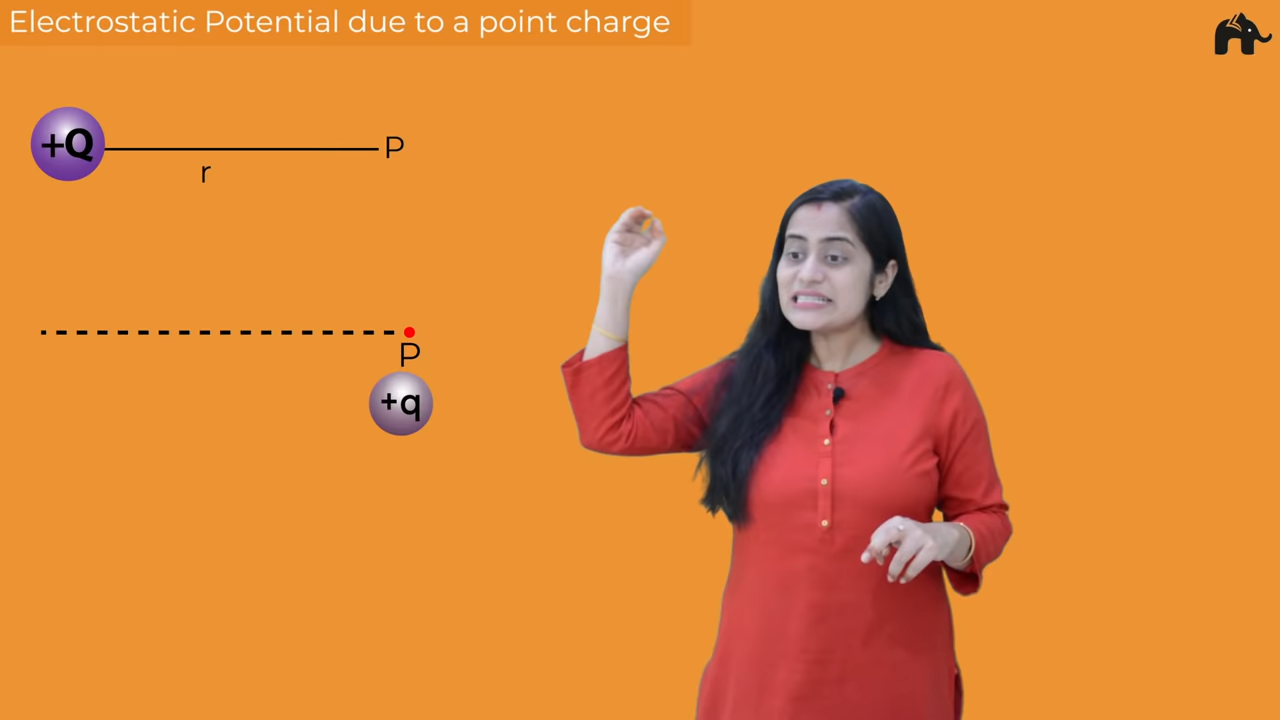 Electrostatic Potential due to a point charge
+Q
P
r
P
+q